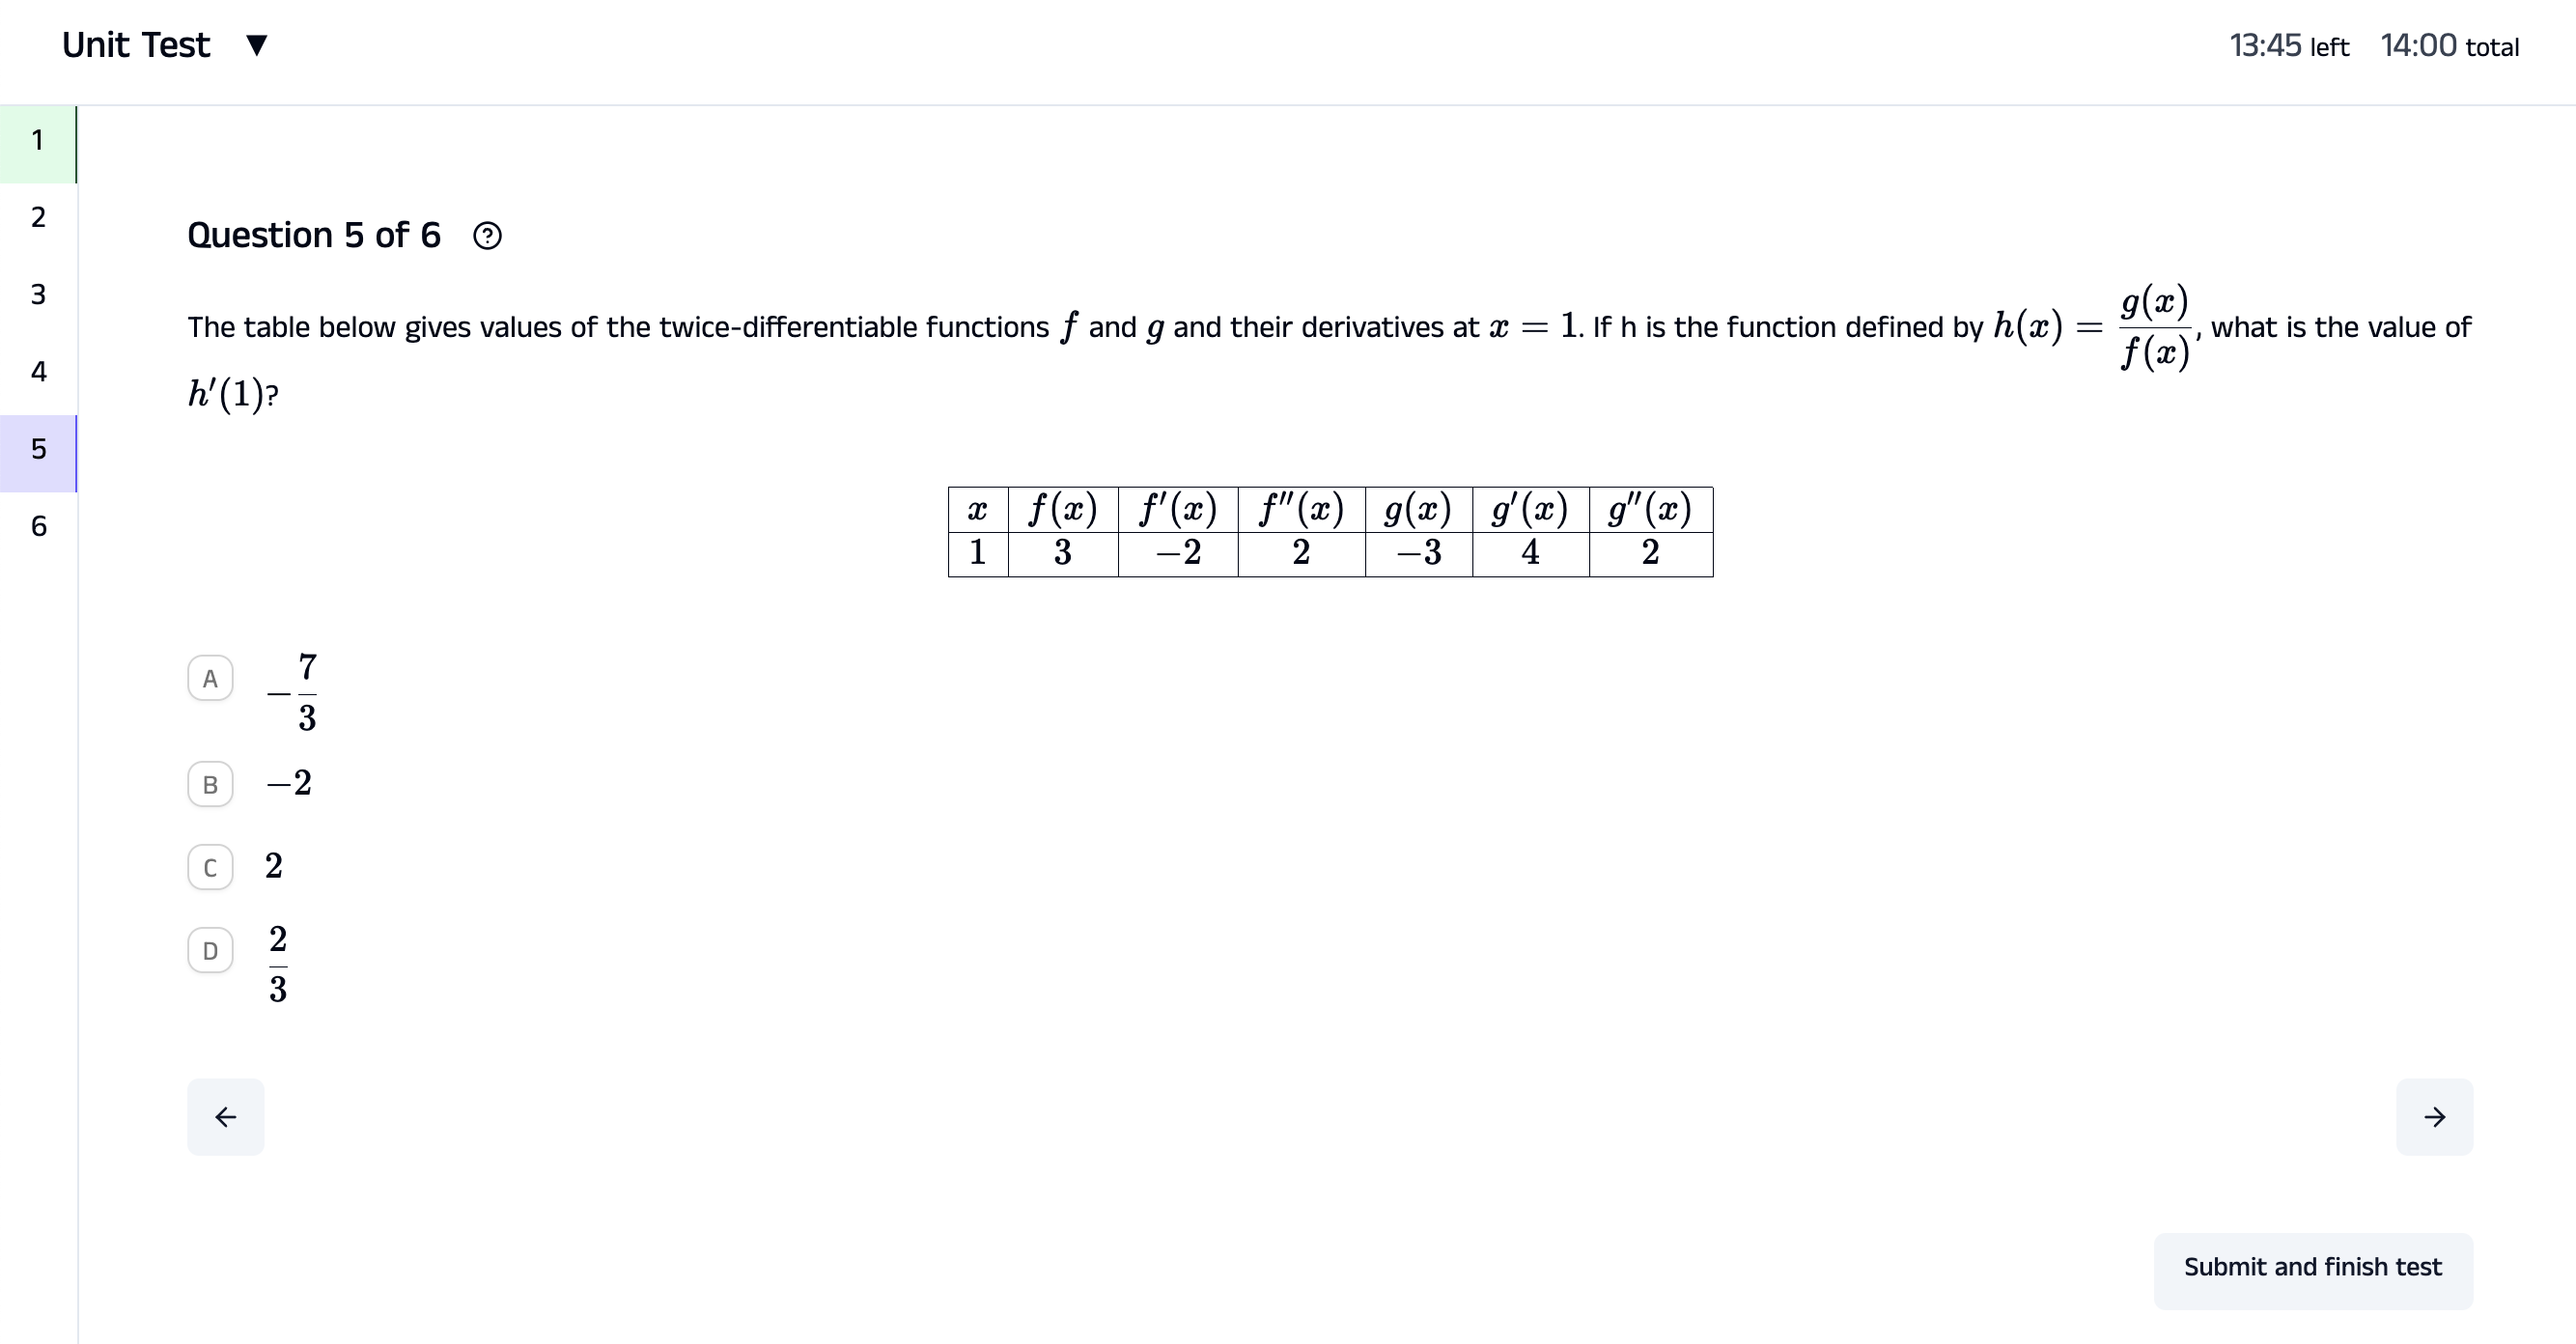 Unit Test ▼
13:45 left 14:00 total
1
2
3
4
5
6
Question 5 of 6 ?
The table below gives values of the twice-differentiable functions f and g and their derivatives at x = 1. If h is the function defined by h(x) = g(x)/f(x), what is the value of
h′(1)?
x f(x) f′(x) f″(x) g(x) g′(x) g″(x)
1 3 −2 2 −3 4 2
A −7/3
B −2
C 2
D 2/3
← →
Submit and finish test